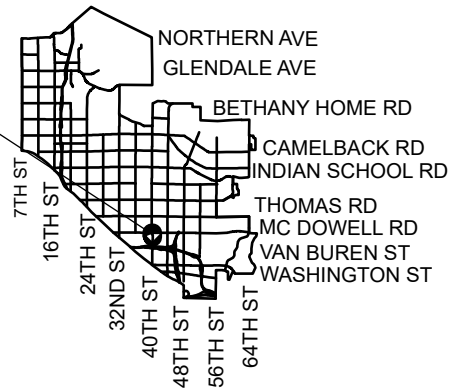 NORTHERN AVE
GLENDALE AVE
BETHANY HOME RD
CAMELBACK RD
INDIAN SCHOOL RD
THOMAS RD
MC DOWELL RD
VAN BUREN ST
WASHINGTON ST
7TH ST
16TH ST
24TH ST
32ND ST
40TH ST
48TH ST
56TH ST
64TH ST